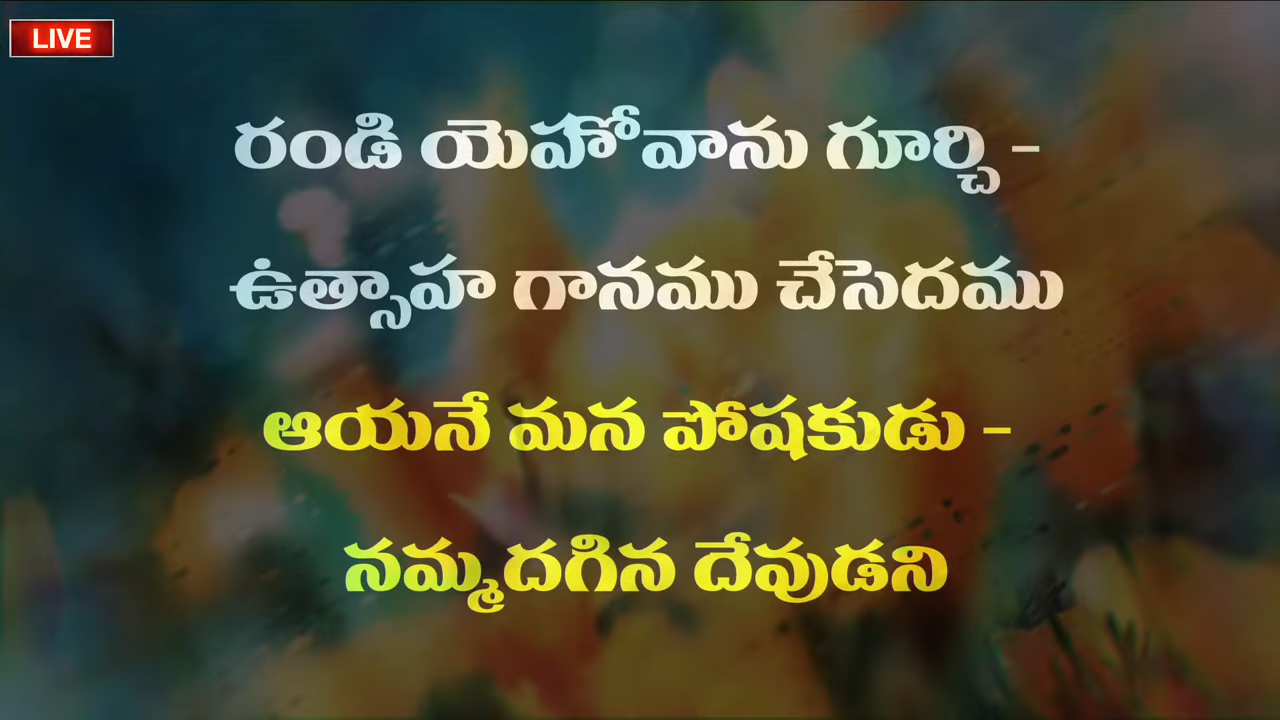 LIVE
రండి యెహోవాను గూర్చి -
ఉత్సాహ గానము చేసెదము
ఆయనే మన పోషకుడు -
నమ్మదగిన దేవుడని